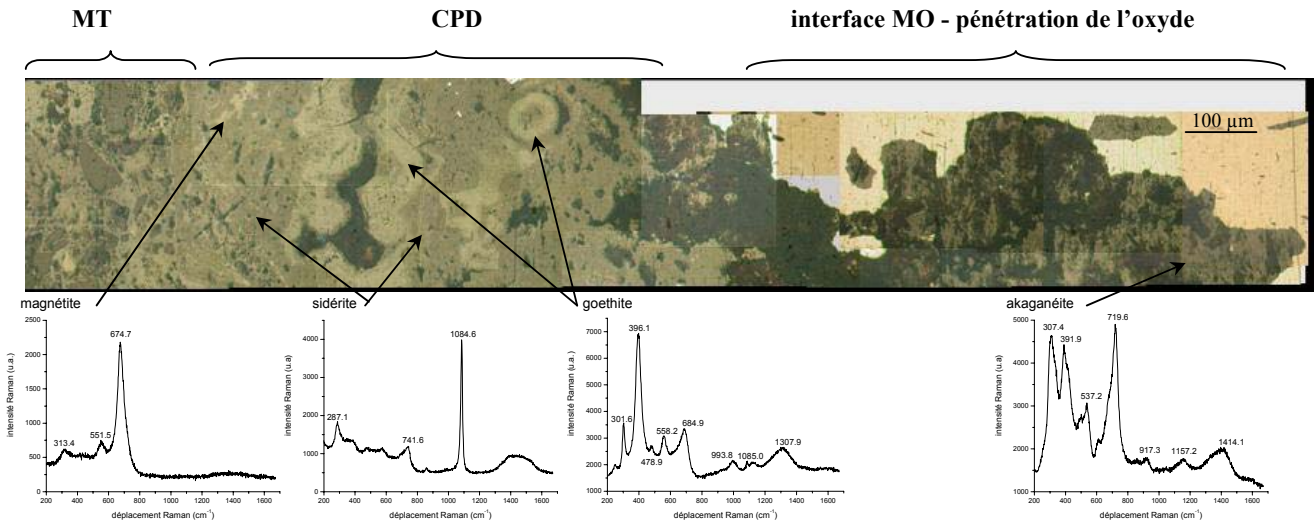 MT
CPD
interface MO - pénétration de l'oxyde
100 µm
magnétite
sidérite
goethite
akaganéite
2500
2000
1500
1000
500
0
intensité Raman (u.a.)
674.7
313.4
551.5
200 400 600 800 1000 1200 1400 1600
déplacement Raman (cm⁻¹)
4000
3000
2000
1000
0
intensité Raman (u.a)
1084.6
287.1
741.6
200 400 600 800 1000 1200 1400 1600
déplacement Raman (cm⁻¹)
7000
6000
5000
4000
3000
2000
1000
intensité Raman (u.a.)
396.1
301.6
478.9
558.2
684.9
993.8
1085.0
1307.9
200 400 600 800 1000 1200 1400 1600
déplacement Raman (cm⁻¹)
5000
4000
3000
2000
1000
intensité Raman (u.a)
307.4
391.9
537.2
719.6
917.3
1157.2
1414.1
200 400 600 800 1000 1200 1400 1600
déplacement Raman (cm⁻¹)